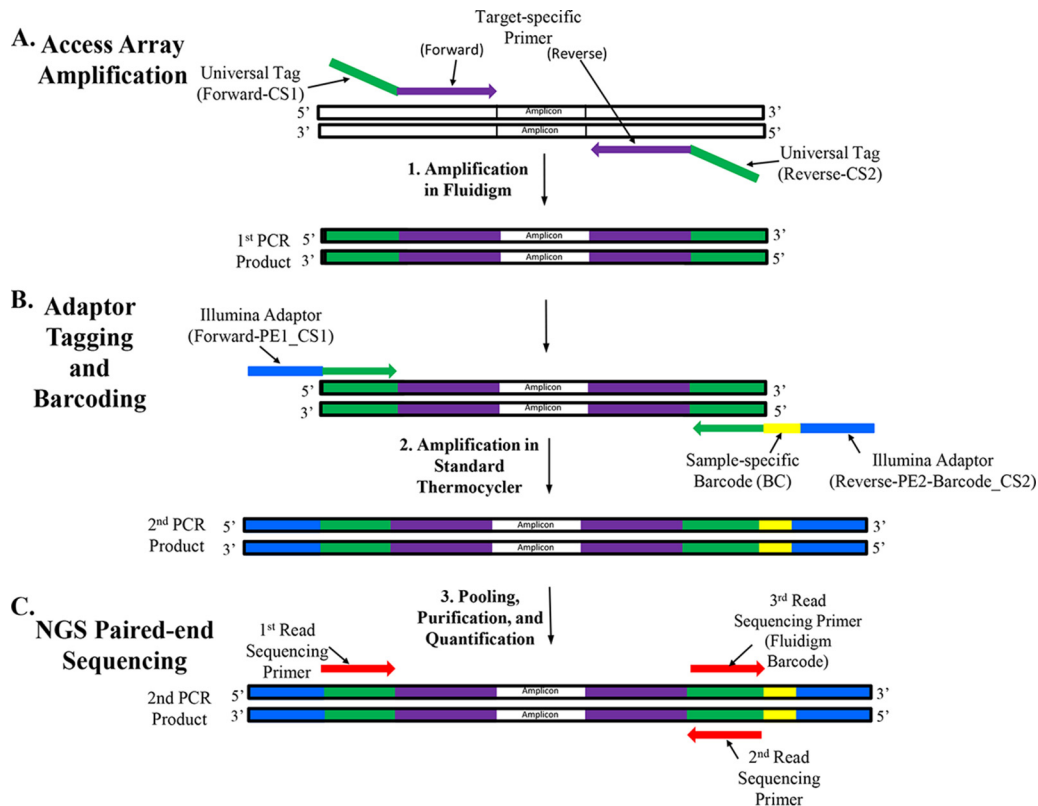 A. Access Array
Amplification
Target-specific
Primer
(Forward)
(Reverse)
Universal Tag
(Forward-CS1)
5’ Amplicon 3’
3’ Amplicon 5’
Universal Tag
(Reverse-CS2)
1. Amplification
in Fluidigm
1st PCR
Product
5’ Amplicon 3’
3’ Amplicon 5’
B. Adaptor
Tagging
and
Barcoding
Illumina Adaptor
(Forward-PE1_CS1)
5’ Amplicon 3’
3’ Amplicon 5’
2. Amplification in
Standard
Thermocycler
Sample-specific
Barcode (BC)
Illumina Adaptor
(Reverse-PE2-Barcode_CS2)
2nd PCR
Product
5’ Amplicon 3’
3’ Amplicon 5’
3. Pooling,
Purification, and
Quantification
C. NGS Paired-end
Sequencing
1st Read
Sequencing
Primer
3rd Read
Sequencing Primer
(Fluidigm
Barcode)
2nd PCR
Product
5’ Amplicon 3’
3’ Amplicon 5’
2nd Read
Sequencing
Primer